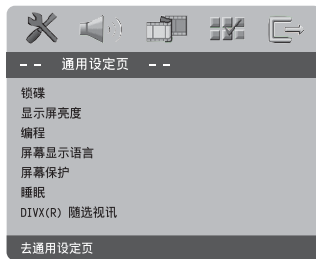 -- 通用设定页 --
锁碟
显示屏亮度
编程
屏幕显示语言
屏幕保护
睡眠
DIVX(R) 随选视讯
去通用设定页